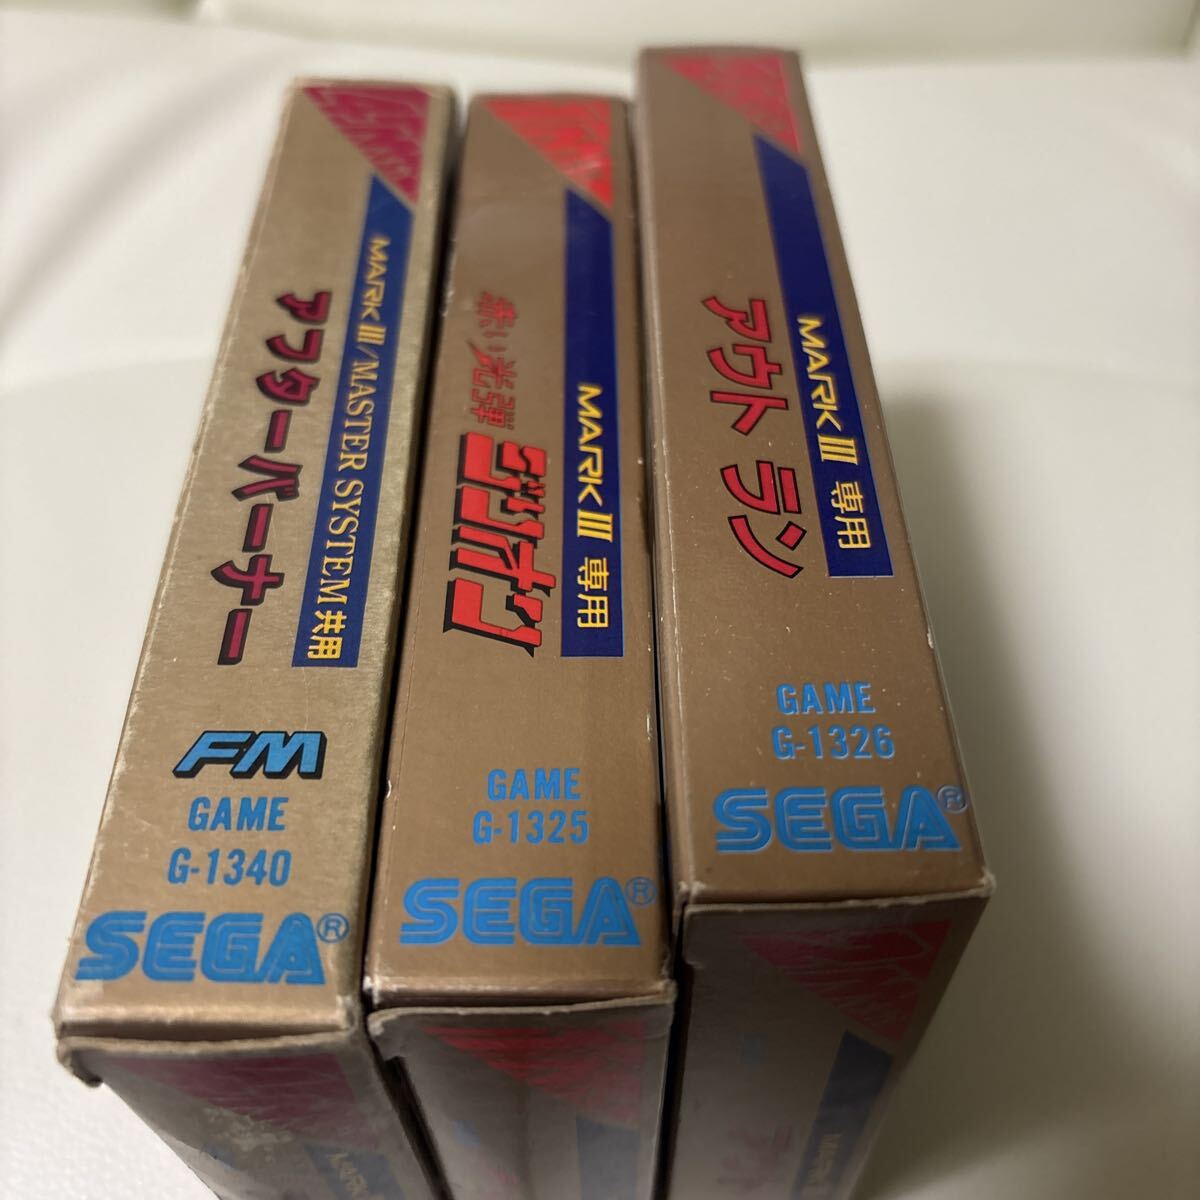 MARK III/MASTER SYSTEM 共用
アフターバーナー
FM
GAME
G-1340
SEGA®
MARK III 専用
赤い光弾
ジリオン
GAME
G-1325
SEGA®
MARK III 専用
アウト ラン
GAME
G-1326
SEGA®